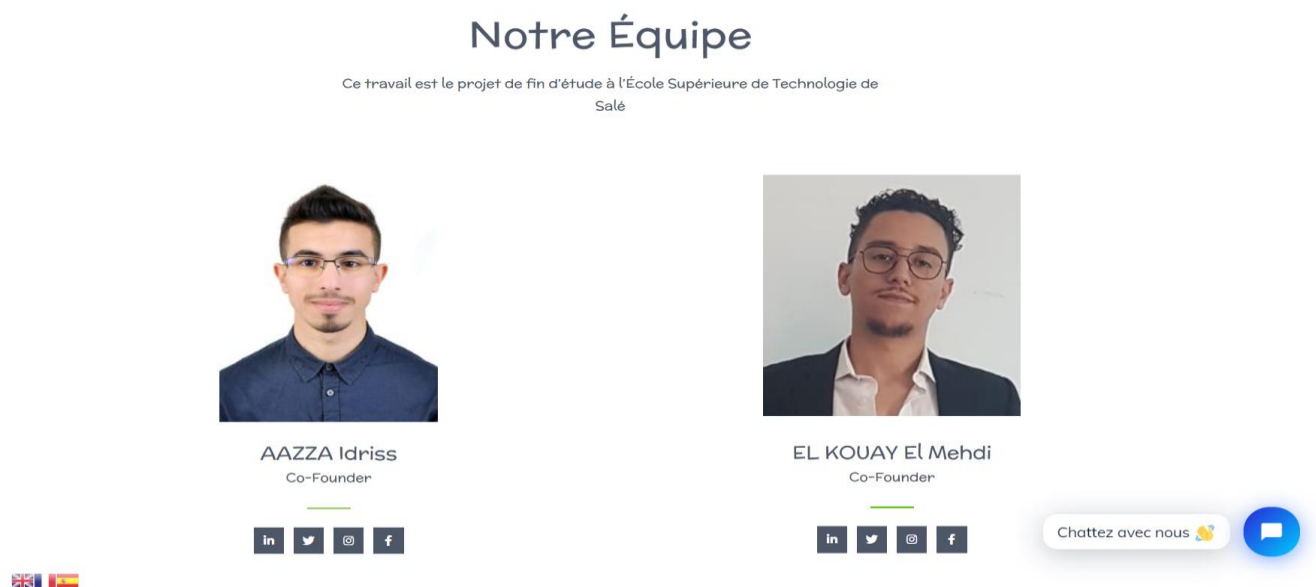 Notre Équipe
Ce travail est le projet de fin d'étude à l'École Supérieure de Technologie de
Salé
AAZZA Idriss
Co-Founder
EL KOUAY El Mehdi
Co-Founder
Chattez avec nous 👋